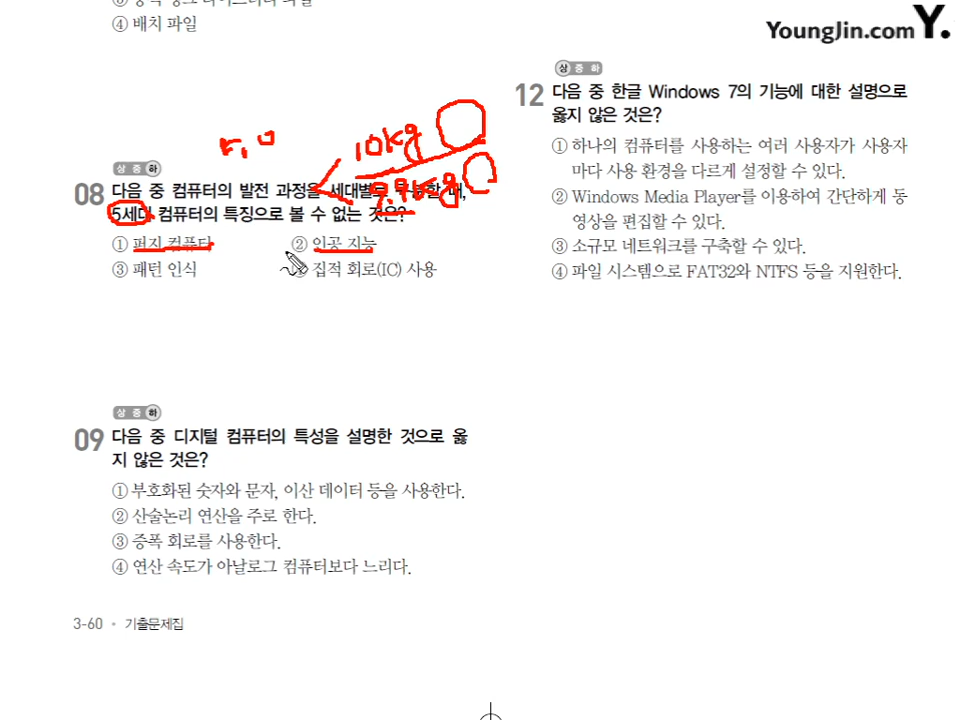 ④ 배치 파일
YoungJin.com Y.
10kg
9.9kg
상 중 하
08 다음 중 컴퓨터의 발전 과정을 세대별로 때,
5세대 컴퓨터의 특징으로 볼 수 없는 것은?
① 퍼지 컴퓨터 ② 인공 지능
③ 패턴 인식 집적 회로(IC) 사용
상 중 하
09 다음 중 디지털 컴퓨터의 특성을 설명한 것으로 옳
지 않은 것은?
① 부호화된 숫자와 문자, 이산 데이터 등을 사용한다.
② 산술논리 연산을 주로 한다.
③ 증폭 회로를 사용한다.
④ 연산 속도가 아날로그 컴퓨터보다 느리다.
3-60 • 기출문제집
상 중 하
12 다음 중 한글 Windows 7의 기능에 대한 설명으로
옳지 않은 것은?
① 하나의 컴퓨터를 사용하는 여러 사용자가 사용자
마다 사용 환경을 다르게 설정할 수 있다.
② Windows Media Player를 이용하여 간단하게 동
영상을 편집할 수 있다.
③ 소규모 네트워크를 구축할 수 있다.
④ 파일 시스템으로 FAT32와 NTFS 등을 지원한다.